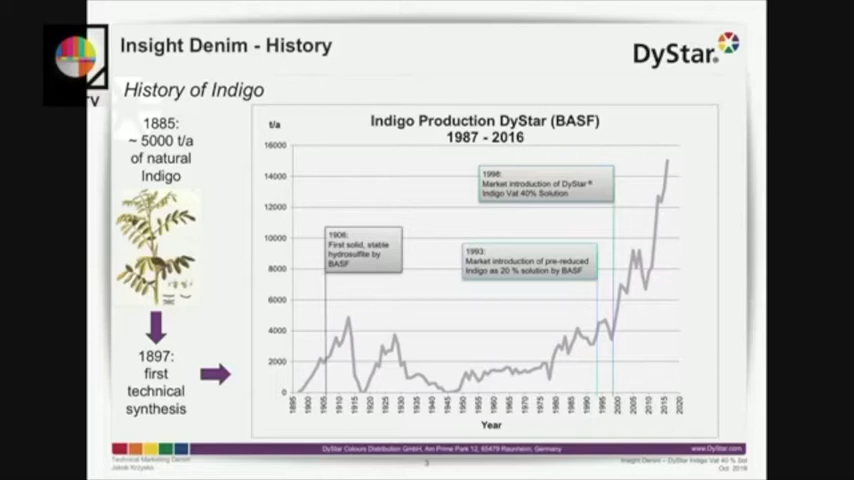 TV
Insight Denim - History
DyStar.
History of Indigo
1885:
~ 5000 t/a
of natural
Indigo
1897:
first
technical
synthesis
Indigo Production DyStar (BASF)
1987 - 2016
t/a
16000
14000
12000
10000
8000
6000
4000
2000
0
1998:
Market introduction of DyStar®
Indigo Vat 40% Solution
1906:
First solid, stable
hydrosulfite by
BASF
1993:
Market introduction of pre-reduced
Indigo as 20 % solution by BASF
1895 1900 1905 1910 1915 1920 1925 1930 1935 1940 1945 1950 1955 1960 1965 1970 1975 1980 1985 1990 1995 2000 2005 2010 2015 2020
Year
DyStar Colours Distribution GmbH, Am Prime Park 12, 65479 Raunheim, Germany
www.DyStar.com
Technical Marketing Denim
Jakob Krzysko
3
Insight Denim – DyStar Indigo Vat 40 % Sol
Oct 2018